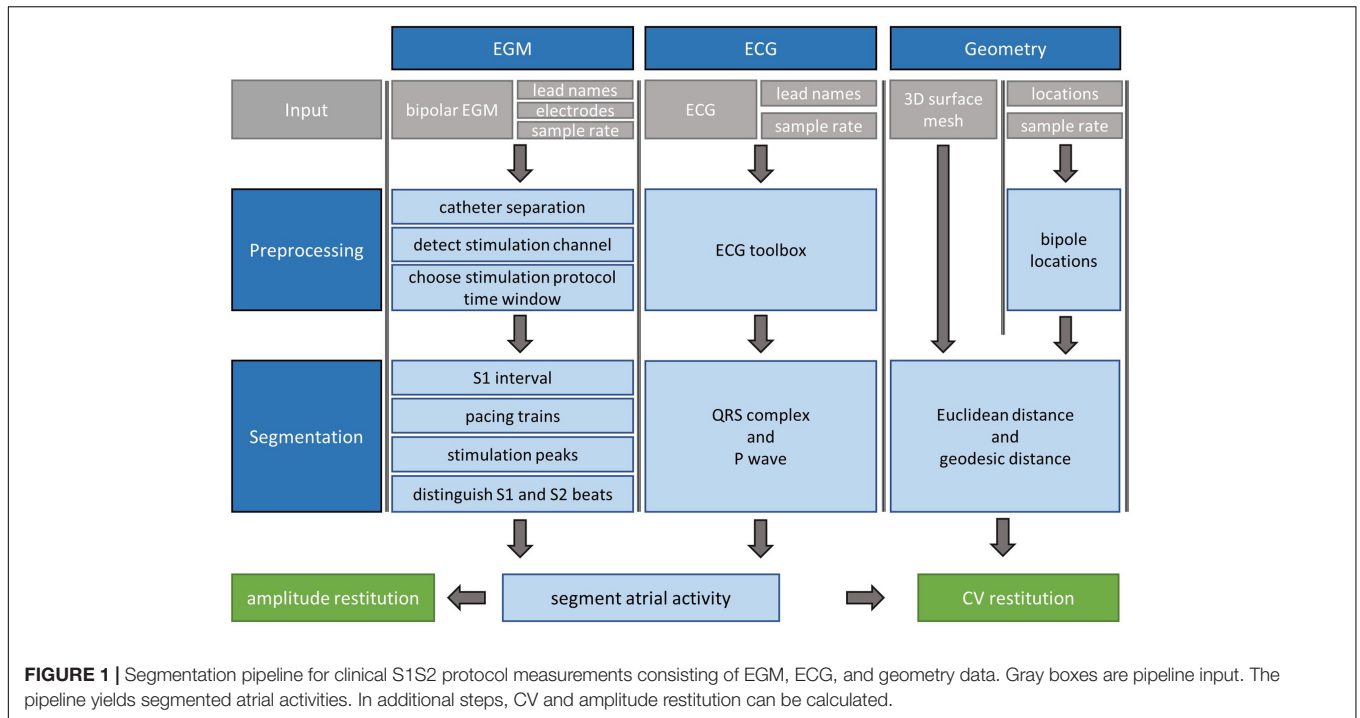 EGM
ECG
Geometry
Input
bipolar EGM
lead names
electrodes
sample rate
ECG
lead names
sample rate
3D surface
mesh
locations
sample rate
Preprocessing
catheter separation
detect stimulation channel
choose stimulation protocol
time window
ECG toolbox
bipole
locations
Segmentation
S1 interval
pacing trains
stimulation peaks
distinguish S1 and S2 beats
QRS complex
and
P wave
Euclidean distance
and
geodesic distance
amplitude restitution
segment atrial activity
CV restitution
FIGURE 1 | Segmentation pipeline for clinical S1S2 protocol measurements consisting of EGM, ECG, and geometry data. Gray boxes are pipeline input. The
pipeline yields segmented atrial activities. In additional steps, CV and amplitude restitution can be calculated.